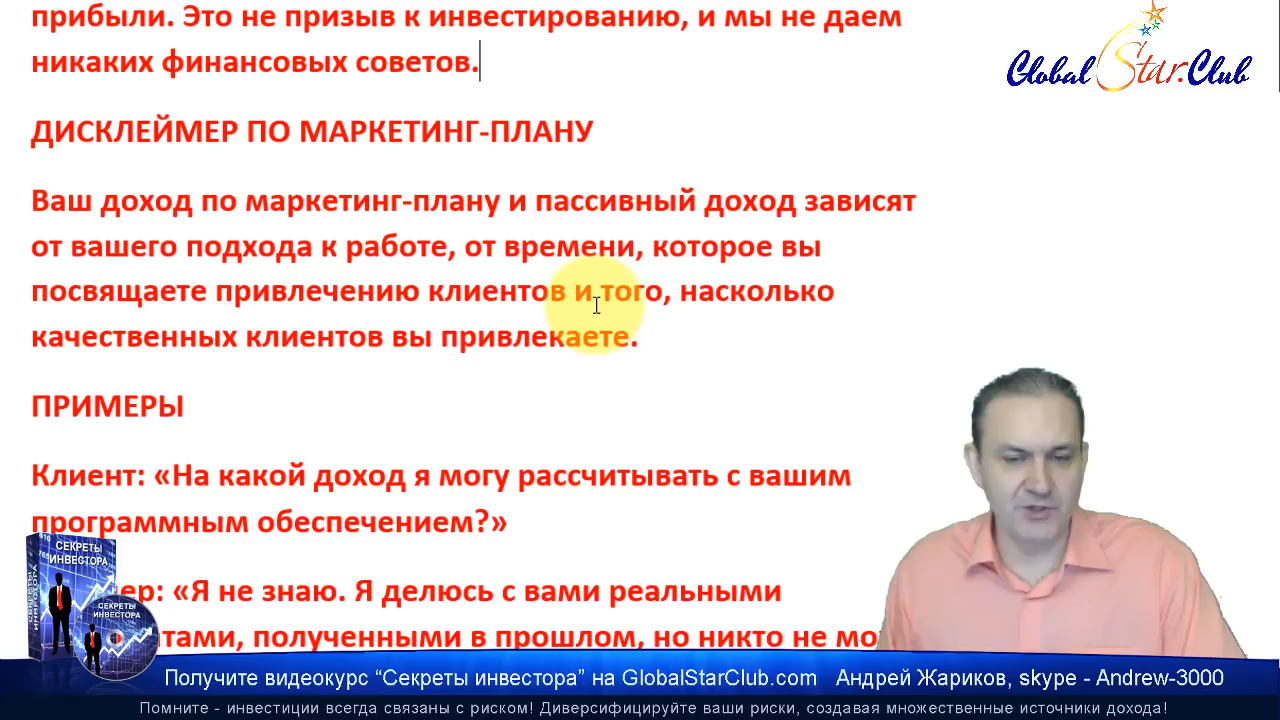 прибыли. Это не призыв к инвестированию, и мы не даем
никаких финансовых советов.
Global Star.Club
ДИСКЛЕЙМЕР ПО МАРКЕТИНГ-ПЛАНУ
Ваш доход по маркетинг-плану и пассивный доход зависят
от вашего подхода к работе, от времени, которое вы
посвящаете привлечению клиентов и того, насколько
качественных клиентов вы привлекаете.
ПРИМЕРЫ
Клиент: «На какой доход я могу рассчитывать с вашим
программным обеспечением?»
ер: «Я не знаю. Я делюсь с вами реальными
тами, полученными в прошлом, но никто не мо
СЕКРЕТЫ
ИНВЕСТОРА
СЕКРЕТЫ
ИНВЕСТОРА
СЕКРЕТЫ
ИНВЕСТОРА
Получите видеокурс “Секреты инвестора” на GlobalStarClub.com Андрей Жариков, skype - Andrew-3000
Помните - инвестиции всегда связаны с риском! Диверсифицируйте ваши риски, создавая множественные источники дохода!